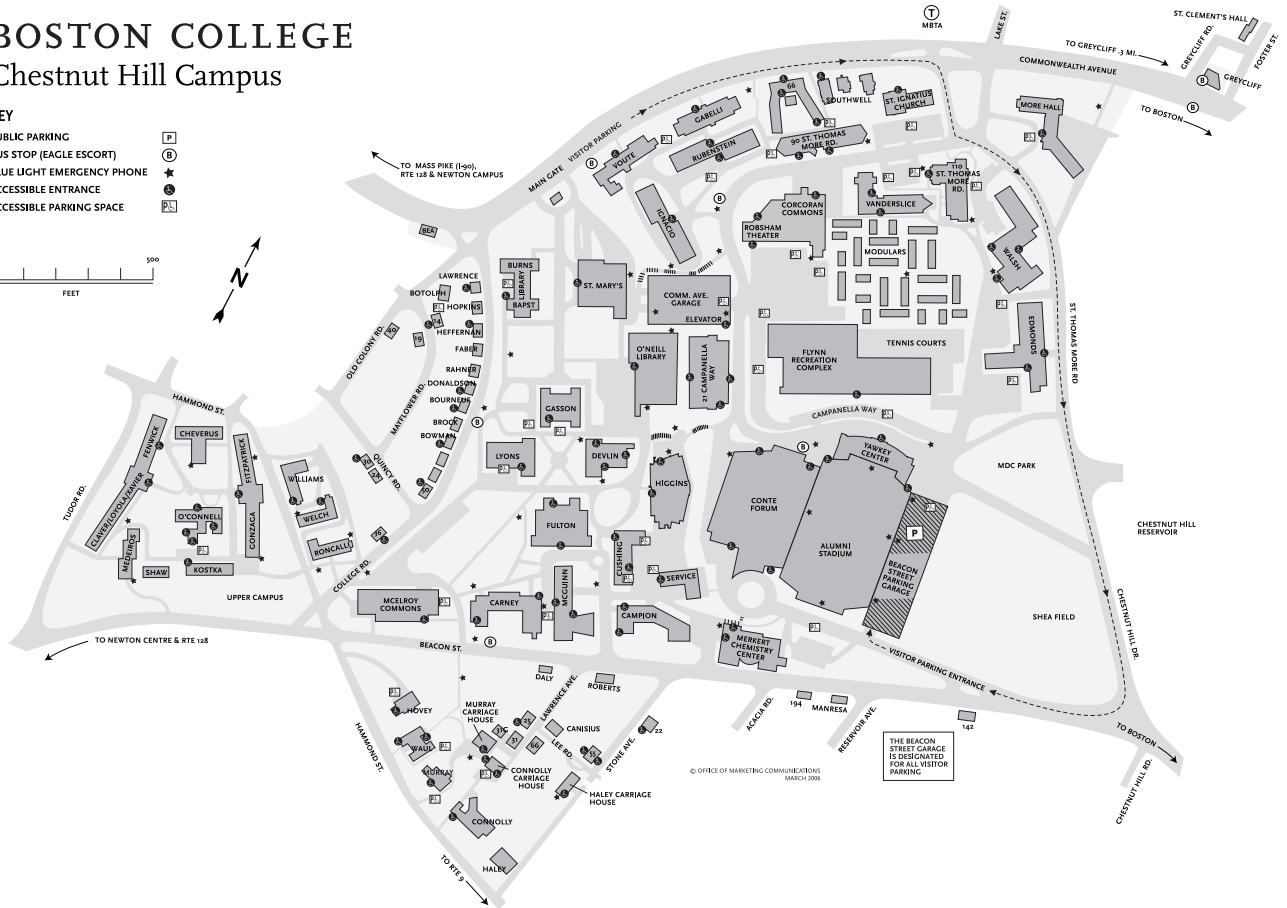 BOSTON COLLEGE
Chestnut Hill Campus
EY
UBLIC PARKING
P
US STOP (EAGLE ESCORT)
B
UE LIGHT EMERGENCY PHONE
CCESSIBLE ENTRANCE
CCESSIBLE PARKING SPACE
500
FEET
N
T
MBTA
LAKE ST.
ST. CLEMENT'S HALL
GREYCLIFF RD.
FOSTER ST.
TO GREYCLIFF .3 MI.
COMMONWEALTH AVENUE
B
GREYCLIFF
B
TO BOSTON
MORE HALL
66
SOUTHWELL
ST. IGNATIUS
CHURCH
GABELLI
90 ST. THOMAS
MORE RD.
RUBENSTEIN
VOUTE
B
MAIN GATE
VISITOR PARKING
TO MASS PIKE (I-90),
RTE 128 & NEWTON CAMPUS
110
ST. THOMAS
MORE
RD.
VANDERSLICE
CORCORAN
COMMONS
ROBSHAM
THEATER
B
IGNACIO
MODULARS
WALSH
BEA
BURNS
LIBRARY
BAPST
ST. MARY'S
COMM. AVE.
GARAGE
ELEVATOR
LAWRENCE
BOTOLPH
HOPKINS
14
HEFFERNAN
40
19
FABER
RAHNER
DONALDSON
BOURNEUF
BROCK
BOWMAN
B
OLD COLONY RD.
MAYFLOWER RD.
QUINCY RD.
O'NEILL
LIBRARY
21 CAMPANELLA
WAY
FLYNN
RECREATION
COMPLEX
TENNIS COURTS
EDMONDS
ST. THOMAS MORE RD
CAMPANELLA WAY
GASSON
LYONS
DEVLIN
HIGGINS
B
YAWKEY
CENTER
MDC PARK
CHESTNUT HILL
RESERVOIR
HAMMOND ST.
FENWICK
CHEVERUS
FITZPATRICK
CLAVER/LOYOLA/XAVIER
TUDOR RD.
O'CONNELL
GONZAGA
MEDEIROS
SHAW
KOSTKA
WILLIAMS
WELCH
RONCALLI
COLLEGE RD.
UPPER CAMPUS
FULTON
CUSHING
SERVICE
CONTE
FORUM
ALUMNI
STADIUM
P
BEACON
STREET
PARKING
GARAGE
SHEA FIELD
CHESTNUT HILL DR.
MCELROY
COMMONS
CARNEY
MCGUINN
CAMPION
MERKERT
CHEMISTRY
CENTER
TO NEWTON CENTRE & RTE 128
BEACON ST.
B
VISITOR PARKING ENTRANCE
DALY
ROBERTS
LAWRENCE AVE.
ACACIA RD.
194
MANRESA
RESERVOIR AVE.
142
TO BOSTON
CHESTNUT HILL RD.
HAMMOND ST.
HOVEY
MURRAY
CARRIAGE
HOUSE
31G
25
31
66
CANISIUS
LEE RD
STONE AVE.
22
55
WAUL
MURRAY
CONNOLLY
CARRIAGE
HOUSE
HALEY CARRIAGE
HOUSE
CONNOLLY
HALEY
TO RTE 9
THE BEACON
STREET GARAGE
IS DESIGNATED
FOR ALL VISITOR
PARKING
© OFFICE OF MARKETING COMMUNICATIONS
MARCH 2006